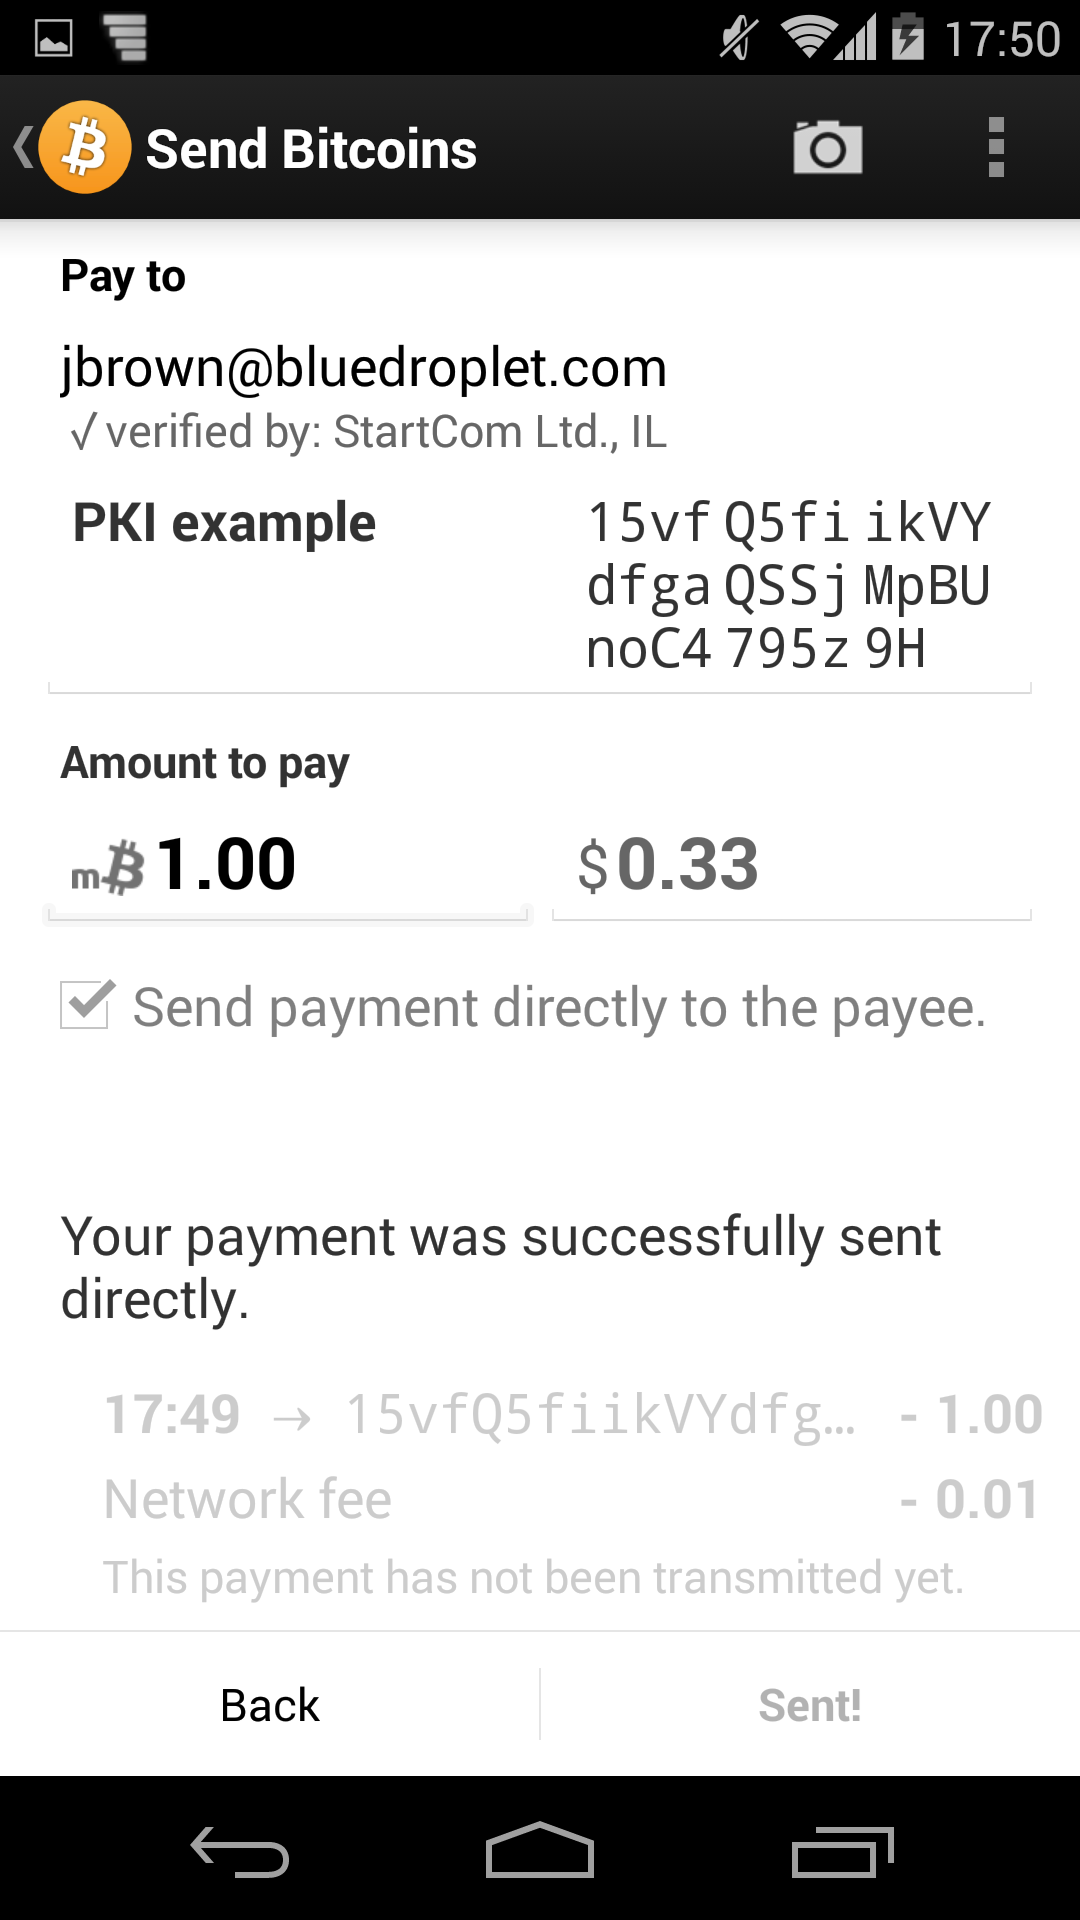 17:50
Send Bitcoins
Pay to
jbrown@bluedroplet.com
√ verified by: StartCom Ltd., IL
PKI example
15vf Q5fi ikVY
dfga QSSj MpBU
noC4 795z 9H
Amount to pay
m₿ 1.00 $ 0.33
Send payment directly to the payee.
Your payment was successfully sent
directly.
17:49 → 15vfQ5fiikVYdfg… - 1.00
Network fee - 0.01
This payment has not been transmitted yet.
Back Sent!